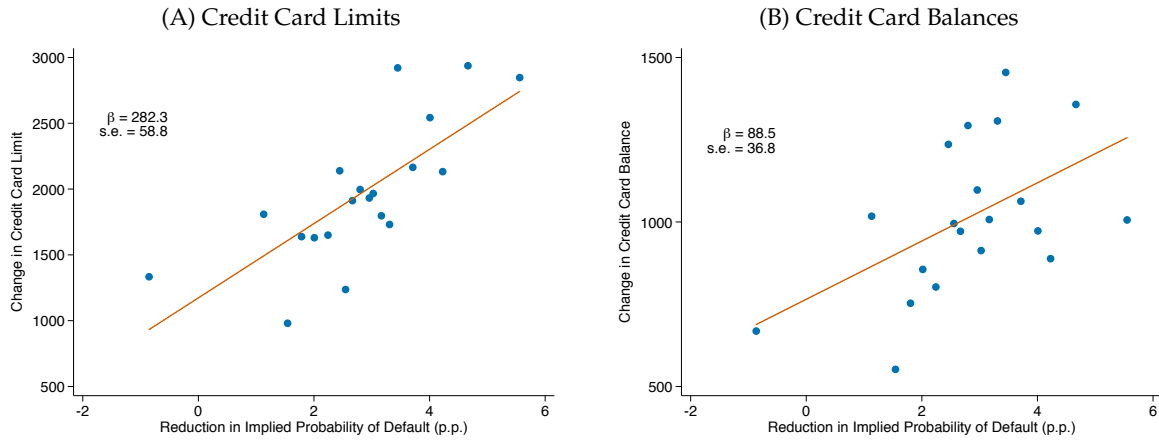 (A) Credit Card Limits
3000
2500
2000
1500
1000
500
Change in Credit Card Limit
β = 282.3
s.e. = 58.8
-2 0 2 4 6
Reduction in Implied Probability of Default (p.p.)
(B) Credit Card Balances
1500
1000
500
Change in Credit Card Balance
β = 88.5
s.e. = 36.8
-2 0 2 4 6
Reduction in Implied Probability of Default (p.p.)